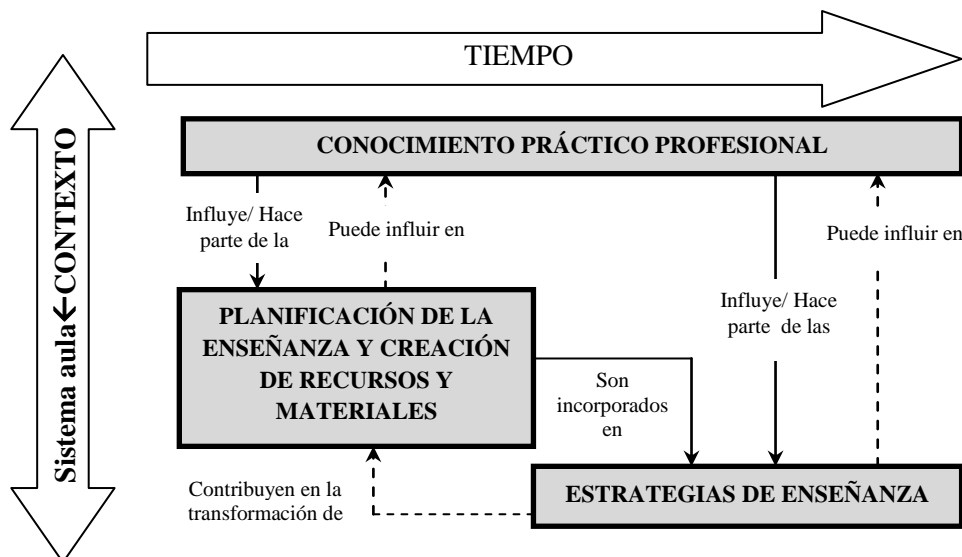 TIEMPO
Sistema aula←CONTEXTO
CONOCIMIENTO PRÁCTICO PROFESIONAL
Influye/ Hace
parte de la
Puede influir en
Influye/ Hace
parte de las
Puede influir en
PLANIFICACIÓN DE LA
ENSEÑANZA Y CREACIÓN
DE RECURSOS Y
MATERIALES
Son
incorporados
en
Contribuyen en la
transformación de
ESTRATEGIAS DE ENSEÑANZA